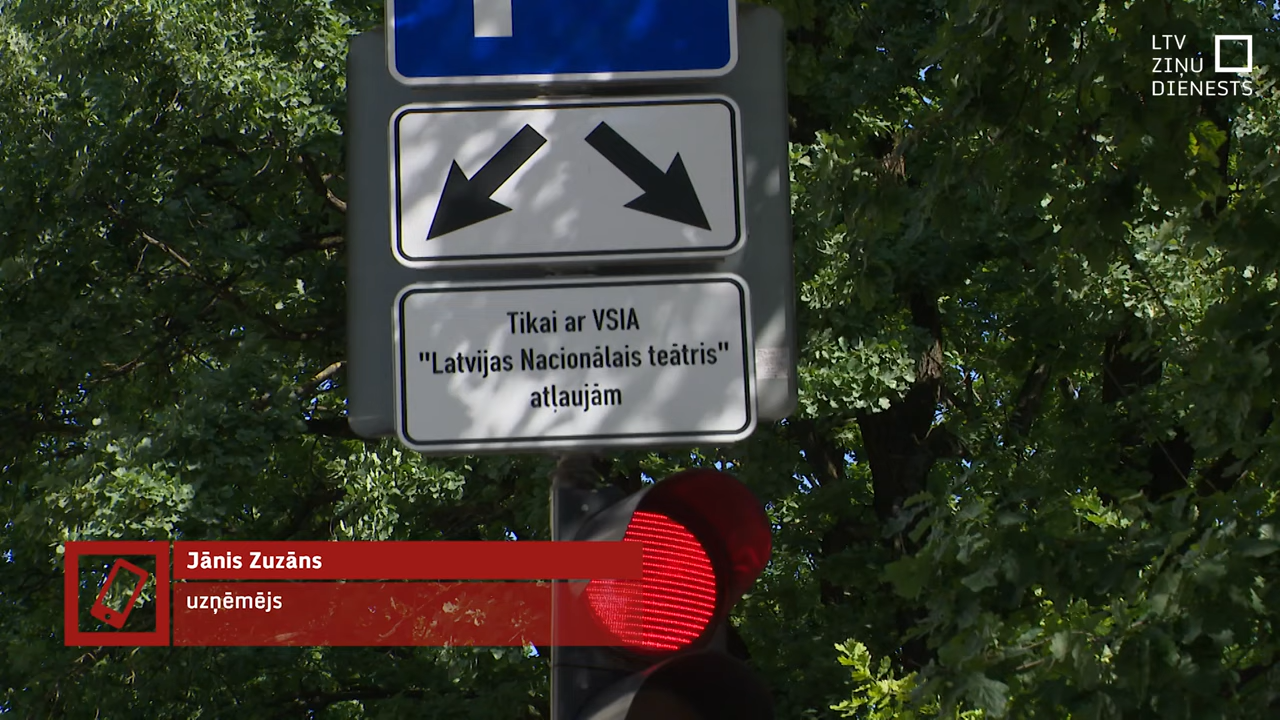 LTV
ZIŅU
DIENESTS
Tikai ar VSIA
"Latvijas Nacionālais teātris"
atļaujām
Jānis Zuzāns
uzņēmējs